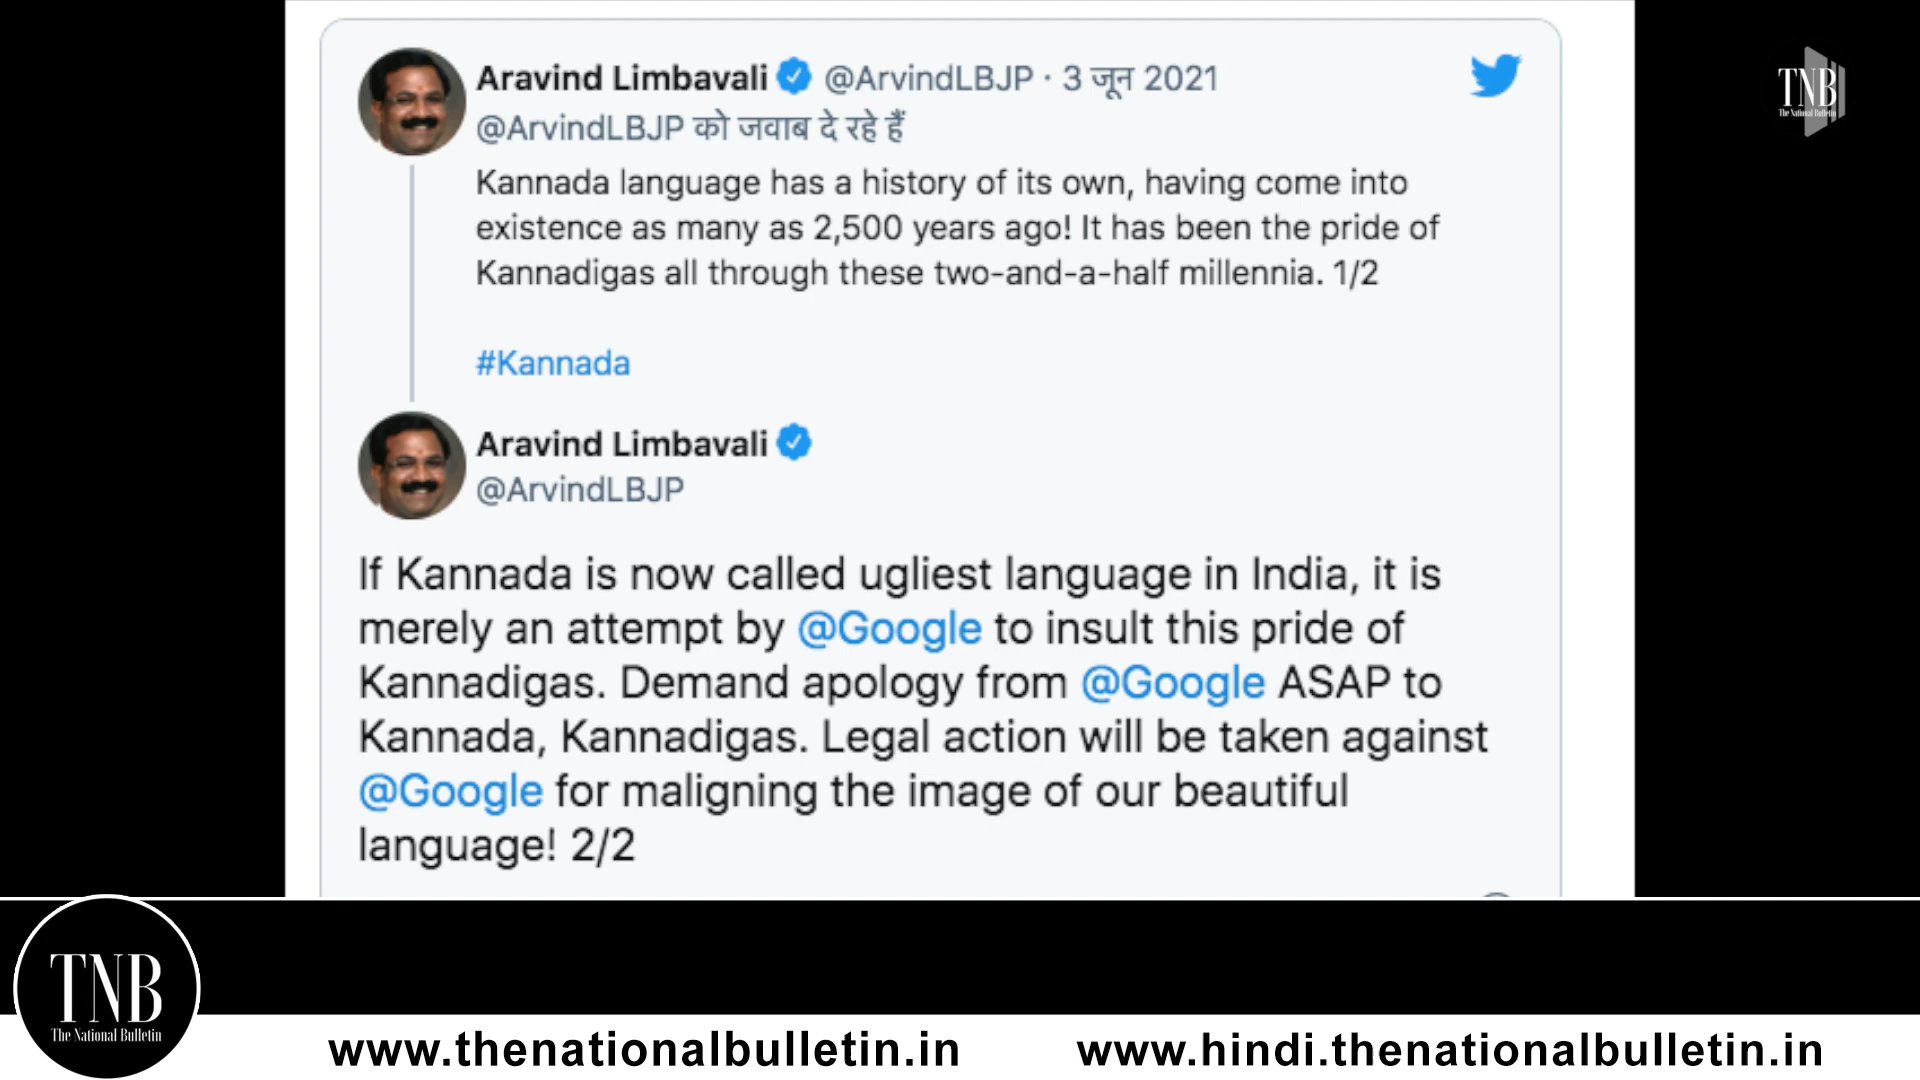 Aravind Limbavali @ArvindLBJP · 3 जून 2021
@ArvindLBJP को जवाब दे रहे हैं
Kannada language has a history of its own, having come into
existence as many as 2,500 years ago! It has been the pride of
Kannadigas all through these two-and-a-half millennia. 1/2
#Kannada
Aravind Limbavali
@ArvindLBJP
If Kannada is now called ugliest language in India, it is
merely an attempt by @Google to insult this pride of
Kannadigas. Demand apology from @Google ASAP to
Kannada, Kannadigas. Legal action will be taken against
@Google for maligning the image of our beautiful
language! 2/2
TNB
The National Bulletin
TNB
The National Bulletin
www.thenationalbulletin.in
www.hindi.thenationalbulletin.in